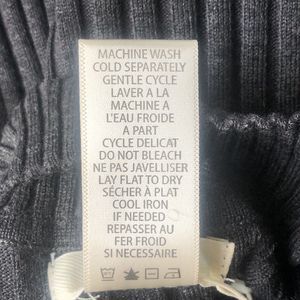 MACHINE WASH
COLD SEPARATELY
GENTLE CYCLE
LAVER A LA
MACHINE A
L'EAU FROIDE
A PART
CYCLE DELICAT
DO NOT BLEACH
NE PAS JAVELLISER
LAY FLAT TO DRY
SÉCHER À PLAT
COOL IRON
IF NEEDED
REPASSER AU
FER FROID
SI NECESSAIRE